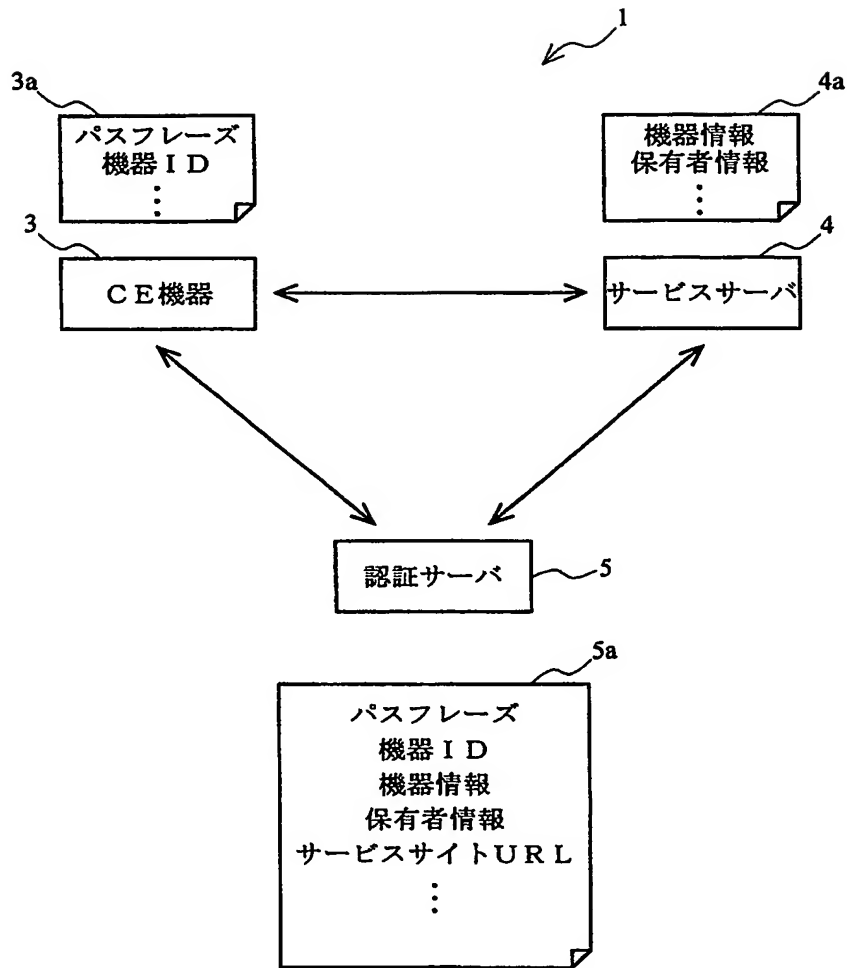 1
3a
4a
パスフレーズ
機器ID
⋮
機器情報
保有者情報
⋮
3
4
CE機器
サービスサーバ
認証サーバ
5
5a
パスフレーズ
機器ID
機器情報
保有者情報
サービスサイトURL
⋮